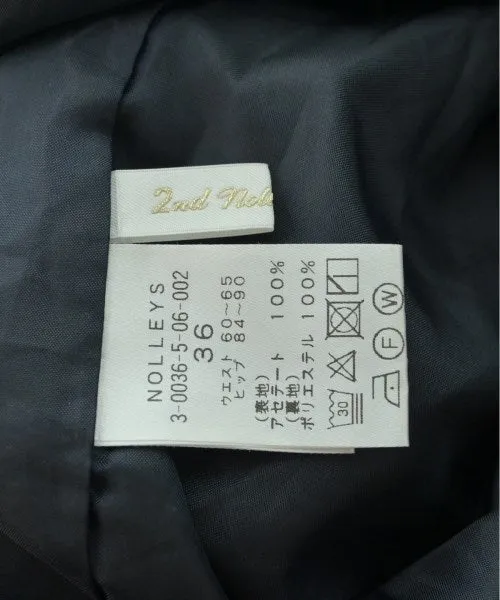 2nd Nol
NOLLEYS
3-0036-5-06-002
36
ウエスト 60～65
ヒップ 84～90
(表地)
アセテート 100%
(裏地)
ポリエステル 100%
30
F
W